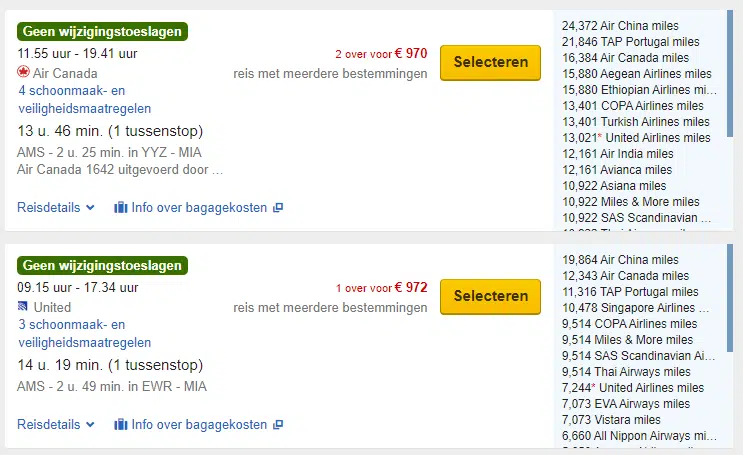 Geen wijzigingstoeslagen
11.55 uur - 19.41 uur
Air Canada
4 schoonmaak- en
veiligheidsmaatregelen
13 u. 46 min. (1 tussenstop)
AMS - 2 u. 25 min. in YYZ - MIA
Air Canada 1642 uitgevoerd door ...
Reisdetails
Info over bagagekosten
2 over voor € 970
reis met meerdere bestemmingen
Selecteren
24,372 Air China miles
21,846 TAP Portugal miles
16,384 Air Canada miles
15,880 Aegean Airlines miles
15,880 Ethiopian Airlines mi...
13,401 COPA Airlines miles
13,401 Turkish Airlines miles
13,021* United Airlines miles
12,161 Air India miles
12,161 Avianca miles
10,922 Asiana miles
10,922 Miles & More miles
10,922 SAS Scandinavian ...
Geen wijzigingstoeslagen
09.15 uur - 17.34 uur
United
3 schoonmaak- en
veiligheidsmaatregelen
14 u. 19 min. (1 tussenstop)
AMS - 2 u. 49 min. in EWR - MIA
Reisdetails
Info over bagagekosten
1 over voor € 972
reis met meerdere bestemmingen
Selecteren
19,864 Air China miles
12,343 Air Canada miles
11,316 TAP Portugal miles
10,478 Singapore Airlines ...
9,514 COPA Airlines miles
9,514 Miles & More miles
9,514 SAS Scandinavian Ai...
9,514 Thai Airways miles
7,244* United Airlines miles
7,073 EVA Airways miles
7,073 Vistara miles
6,660 All Nippon Airways mi...